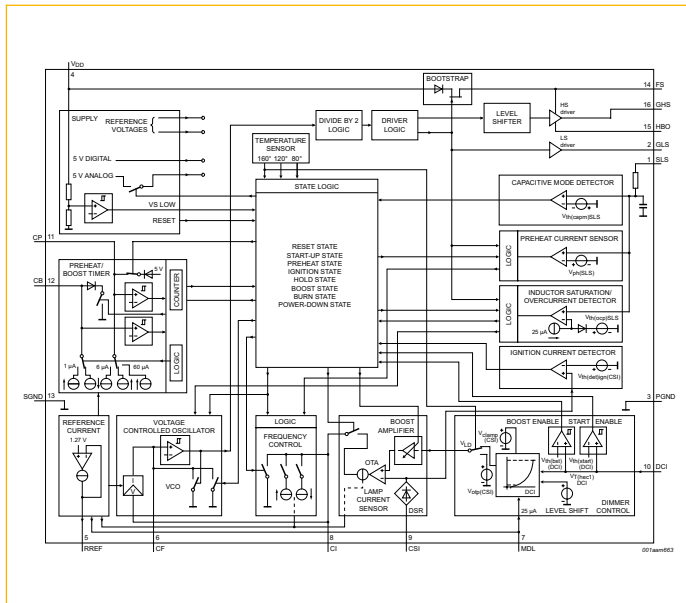 VDD
4
BOOTSTRAP
14 FS
SUPPLY
REFERENCE
VOLTAGES
5 V DIGITAL
5 V ANALOG
VS LOW
RESET
TEMPERATURE
SENSOR
160° 120° 80°
DIVIDE BY 2
LOGIC
DRIVER
LOGIC
LEVEL
SHIFTER
HS
driver
16 GHS
15 HBO
LS
driver
2 GLS
1 SLS
STATE LOGIC
RESET STATE
START-UP STATE
PREHEAT STATE
IGNITION STATE
HOLD STATE
BOOST STATE
BURN STATE
POWER-DOWN STATE
CAPACITIVE MODE DETECTOR
Vth(capm)SLS
CP 11
PREHEAT/
BOOST TIMER
5 V
CB 12
COUNTER
LOGIC
1 μA
6 μA
60 μA
LOGIC
PREHEAT CURRENT SENSOR
Vph(SLS)
LOGIC
INDUCTOR SATURATION/
OVERCURRENT DETECTOR
25 μA
Vth(ocp)SLS
IGNITION CURRENT DETECTOR
Vth(det)ign(CSI)
SGND 13
3 PGND
REFERENCE
CURRENT
1.27 V
VOLTAGE
CONTROLLED OSCILLATOR
I
V
VCO
LOGIC
FREQUENCY
CONTROL
BOOST
AMPLIFIER
OTA
LAMP
CURRENT
SENSOR
DSR
VLD
Vclamp
(CSI)
Votp(CSI)
BOOST ENABLE
START ENABLE
Vth(bst)
(DCI)
Vth(start)
(DCI)
VT(hec1)
DCI
DCI
10 DCI
25 μA
LEVEL SHIFT
DIMMER
CONTROL
5
RREF
6
CF
8
CI
9
CSI
7
MDL
001aam663